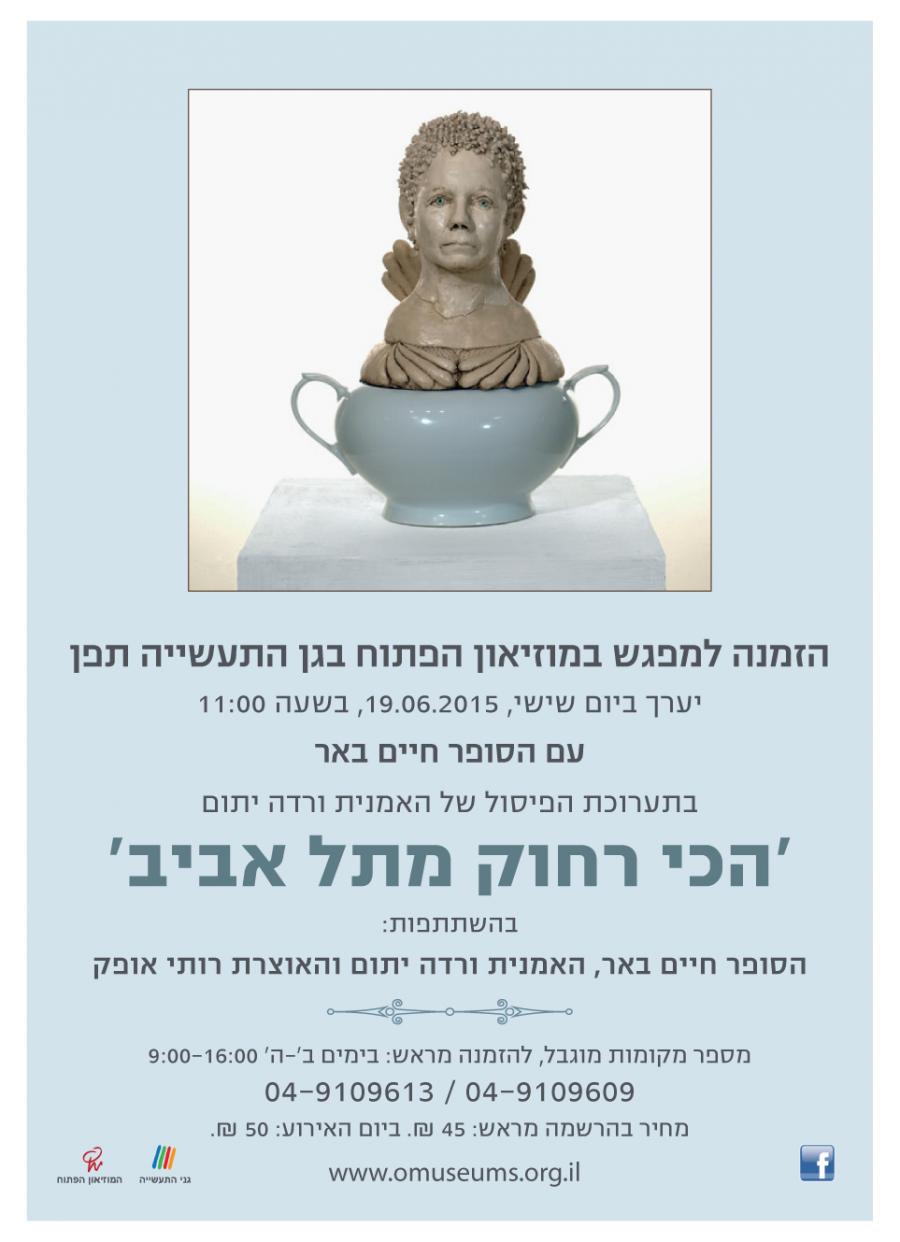 הזמנה למפגש במוזיאון הפתוח בגן התעשייה תפן
יערך ביום שישי, 19.06.2015, בשעה 11:00
עם הסופר חיים באר
בתערוכת הפיסול של האמנית ורדה יתום
'הכי רחוק מתל אביב'
בהשתתפות:
הסופר חיים באר, האמנית ורדה יתום והאוצרת רותי אופק
מספר מקומות מוגבל, להזמנה מראש: בימים ב'-ה' 9:00-16:00
04-9109613 / 04-9109609
מחיר בהרשמה מראש: 45 ₪. ביום האירוע: 50 ₪.
www.omuseums.org.il
גני התעשייה
המוזיאון הפתוח
f